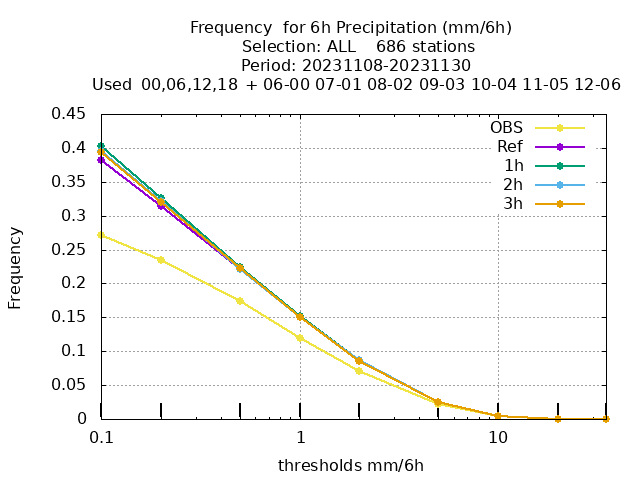 Frequency  for 6h Precipitation (mm/6h)
Selection: ALL    686 stations
Period: 20231108-20231130
Used  00,06,12,18  + 06-00 07-01 08-02 09-03 10-04 11-05 12-06
OBS
Ref
1h
2h
3h
0.45
0.4
0.35
0.3
0.25
0.2
0.15
0.1
0.05
0
Frequency
0.1
1
10
thresholds mm/6h